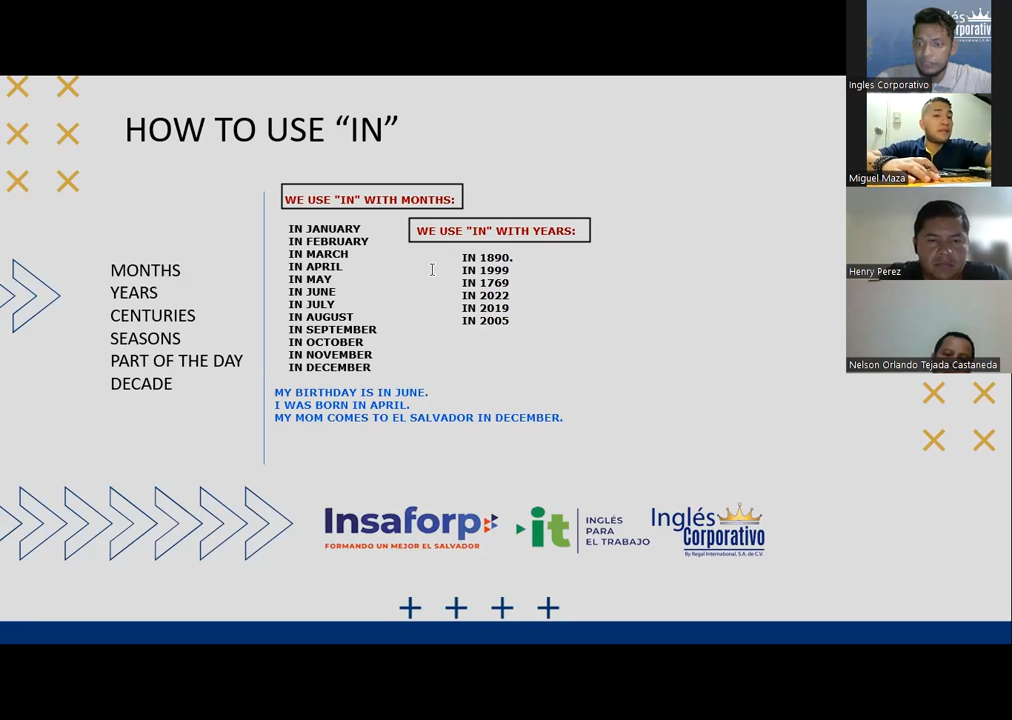 HOW TO USE “IN”
MONTHS
YEARS
CENTURIES
SEASONS
PART OF THE DAY
DECADE
WE USE "IN" WITH MONTHS:
IN JANUARY
IN FEBRUARY
IN MARCH
IN APRIL
IN MAY
IN JUNE
IN JULY
IN AUGUST
IN SEPTEMBER
IN OCTOBER
IN NOVEMBER
IN DECEMBER
WE USE "IN" WITH YEARS:
IN 1890.
IN 1999
IN 1769
IN 2022
IN 2019
IN 2005
MY BIRTHDAY IS IN JUNE.
I WAS BORN IN APRIL.
MY MOM COMES TO EL SALVADOR IN DECEMBER.
Insaforp
FORMANDO UN MEJOR EL SALVADOR
it
INGLÉS
PARA
EL TRABAJO
Inglés
Corporativo
By Regal International, S.A. de C.V.
Ingles Corporativo
Miguel Maza
Henry Perez
Nelson Orlando Tejada Castaneda